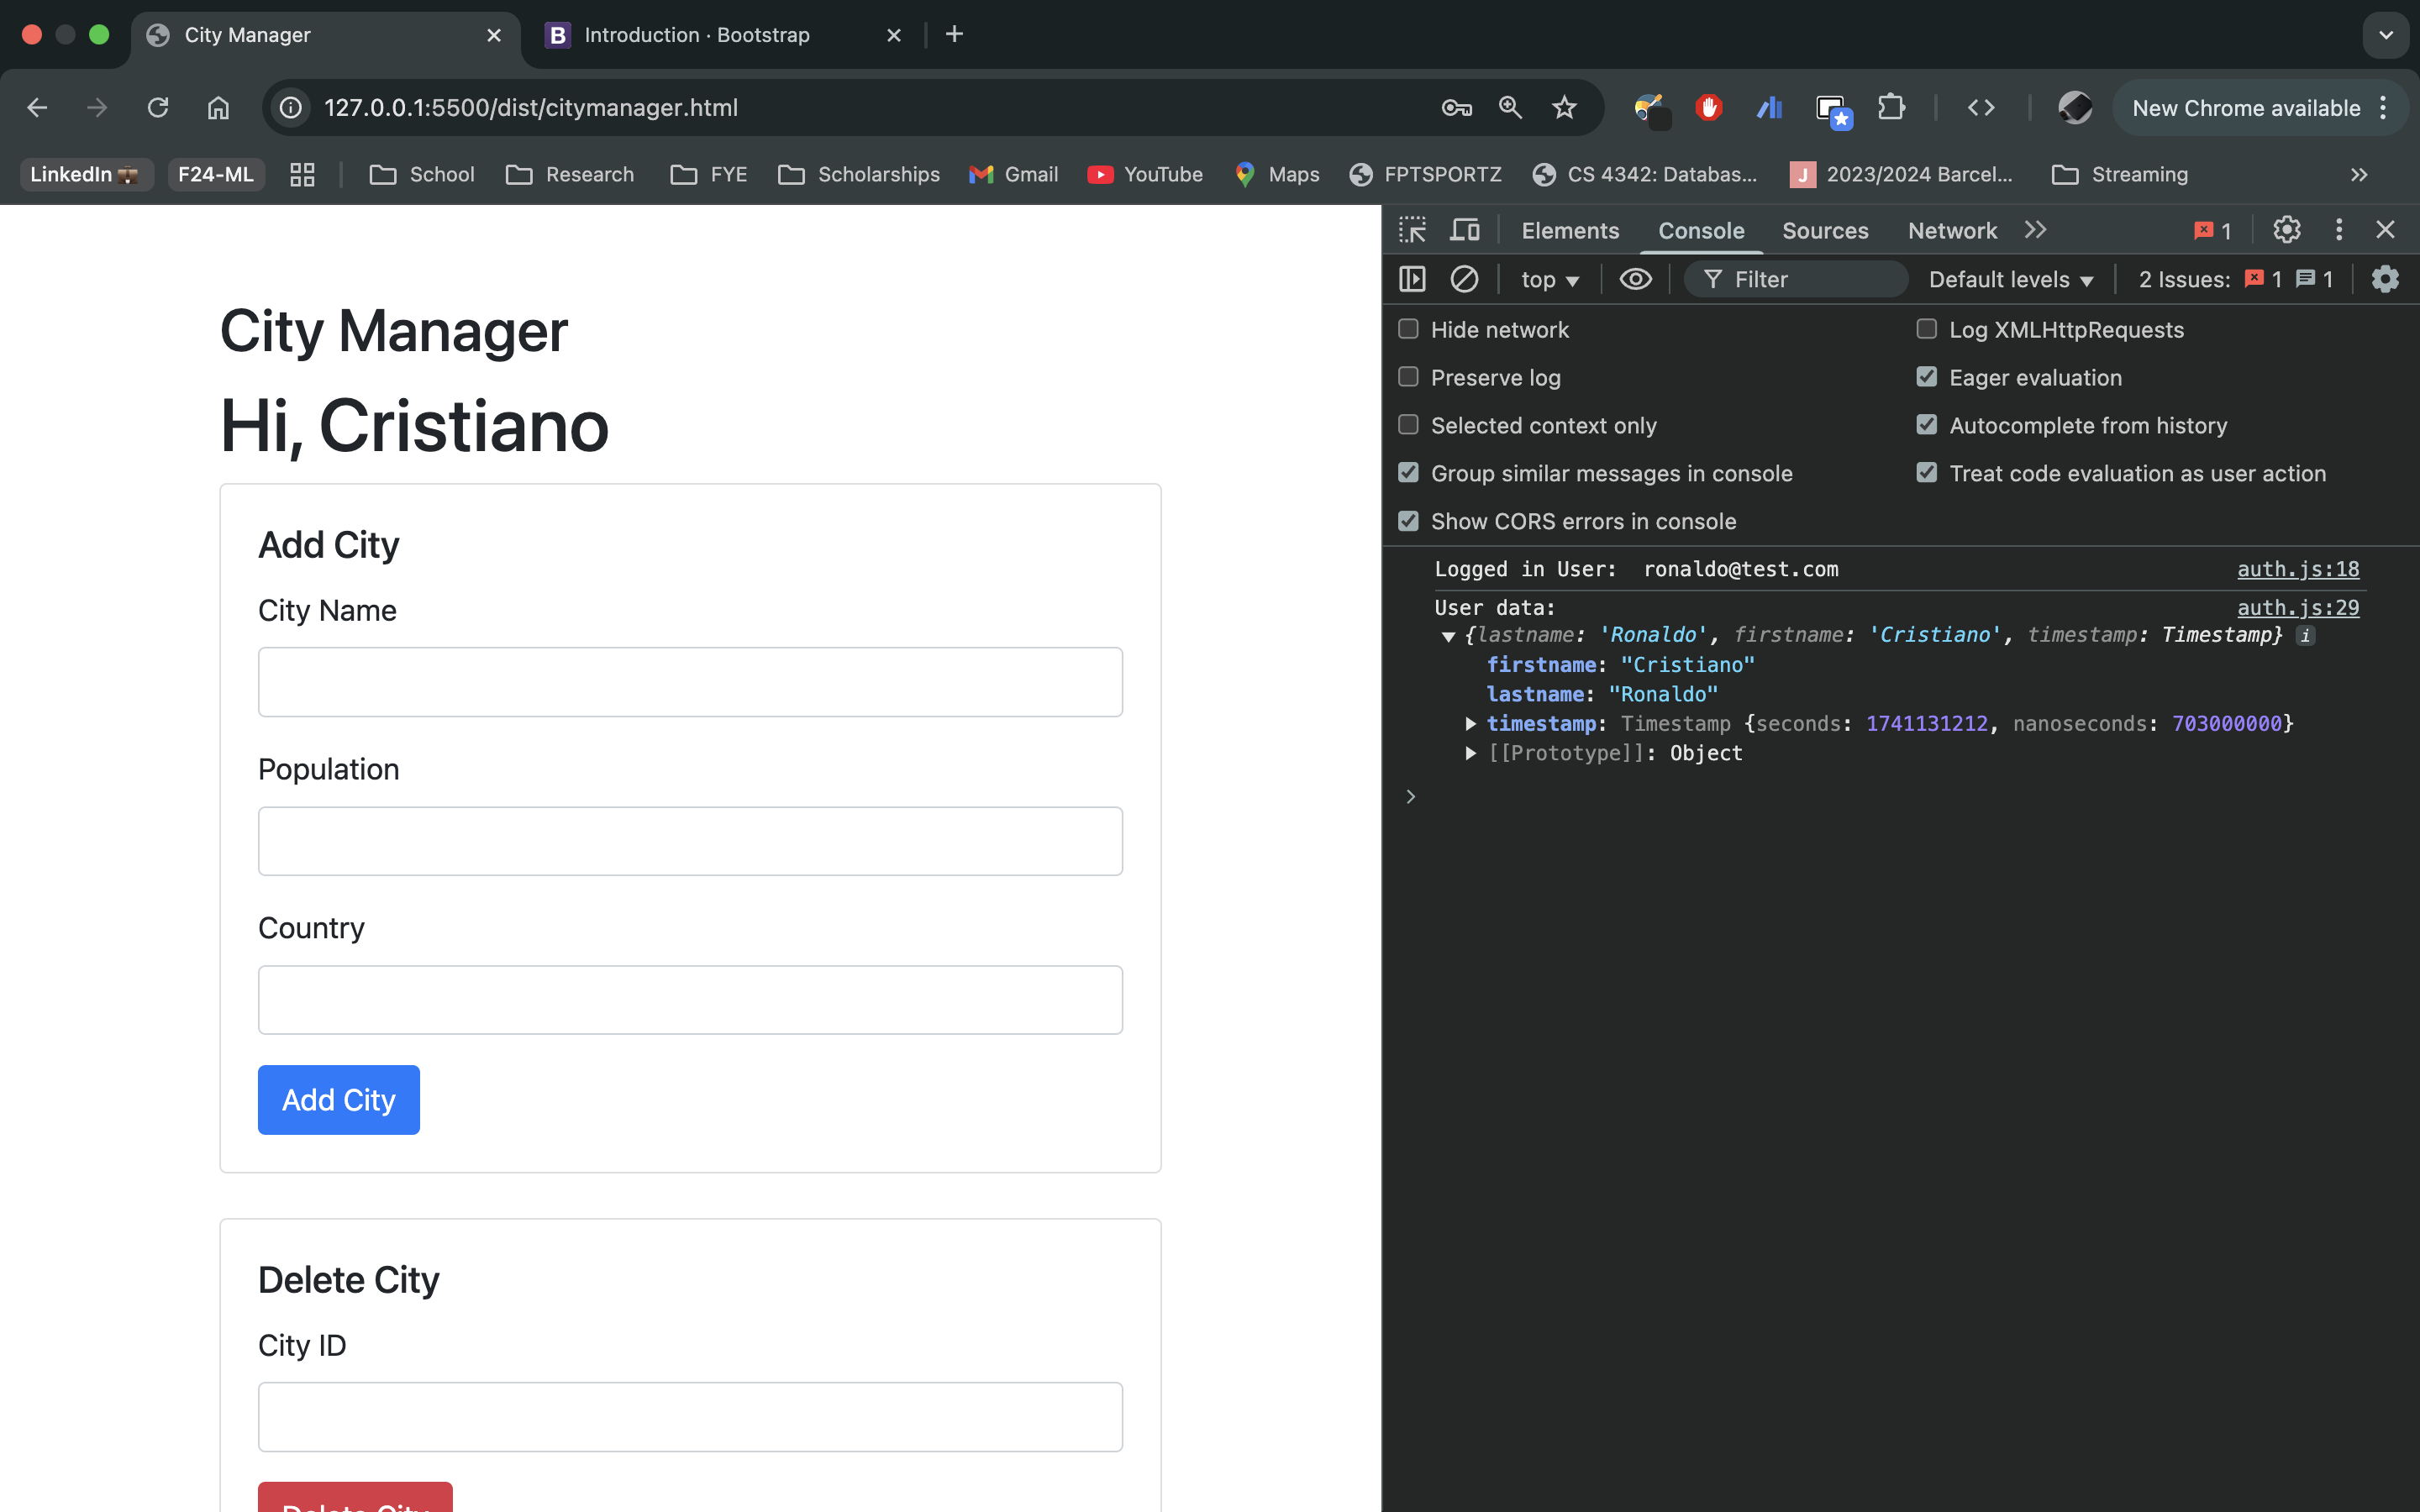 City Manager
Introduction · Bootstrap
127.0.0.1:5500/dist/citymanager.html
New Chrome available
LinkedIn 💼 F24-ML School Research FYE Scholarships Gmail YouTube Maps FPTSPORTZ CS 4342: Databas... J 2023/2024 Barcel... Streaming
City Manager
Hi, Cristiano
Add City
City Name
Population
Country
Add City
Delete City
City ID
Delete City
Elements Console Sources Network 1
top Filter Default levels 2 Issues: 1 1
Hide network Log XMLHttpRequests
Preserve log Eager evaluation
Selected context only Autocomplete from history
Group similar messages in console Treat code evaluation as user action
Show CORS errors in console
Logged in User: ronaldo@test.com auth.js:18
User data: auth.js:29
{lastname: 'Ronaldo', firstname: 'Cristiano', timestamp: Timestamp} i
firstname: "Cristiano"
lastname: "Ronaldo"
timestamp: Timestamp {seconds: 1741131212, nanoseconds: 703000000}
[[Prototype]]: Object